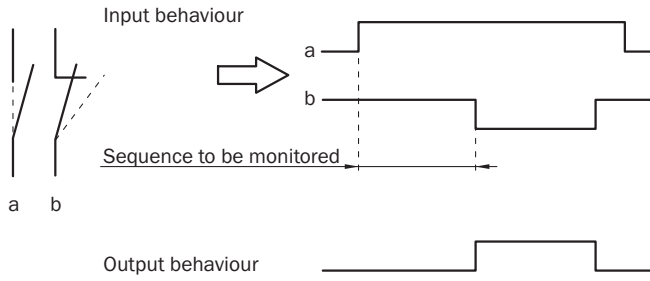 Input behaviour
a
b
Sequence to be monitored
a b
Output behaviour